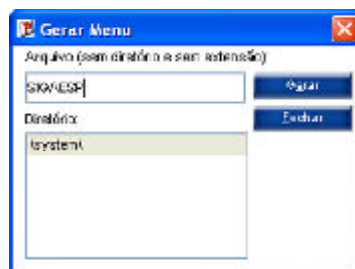 Gerar Menu
Arquivo (sem diretório e sem extensão):
SIGAESP
Gerar
Diretório:
Fechar
\system\